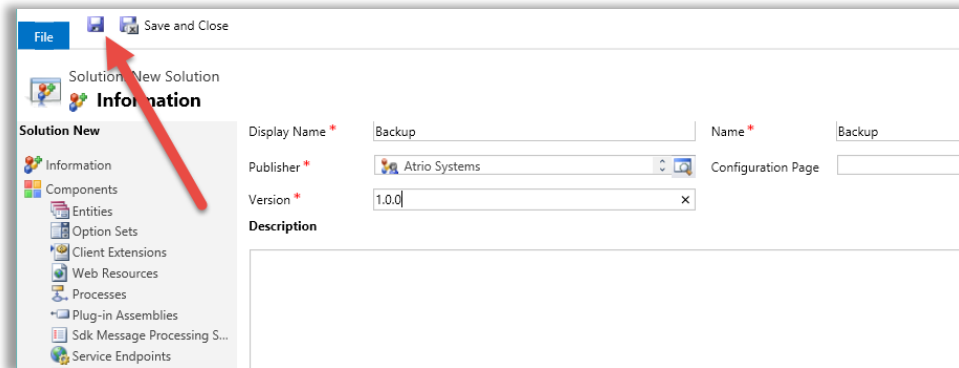 Save and Close
File
Solution: New Solution
Information
Solution New
Information
Components
Entities
Option Sets
Client Extensions
Web Resources
Processes
Plug-in Assemblies
Sdk Message Processing S...
Service Endpoints
Display Name *
Backup
Name *
Backup
Publisher *
Atrio Systems
Configuration Page
Version *
1.0.0
Description